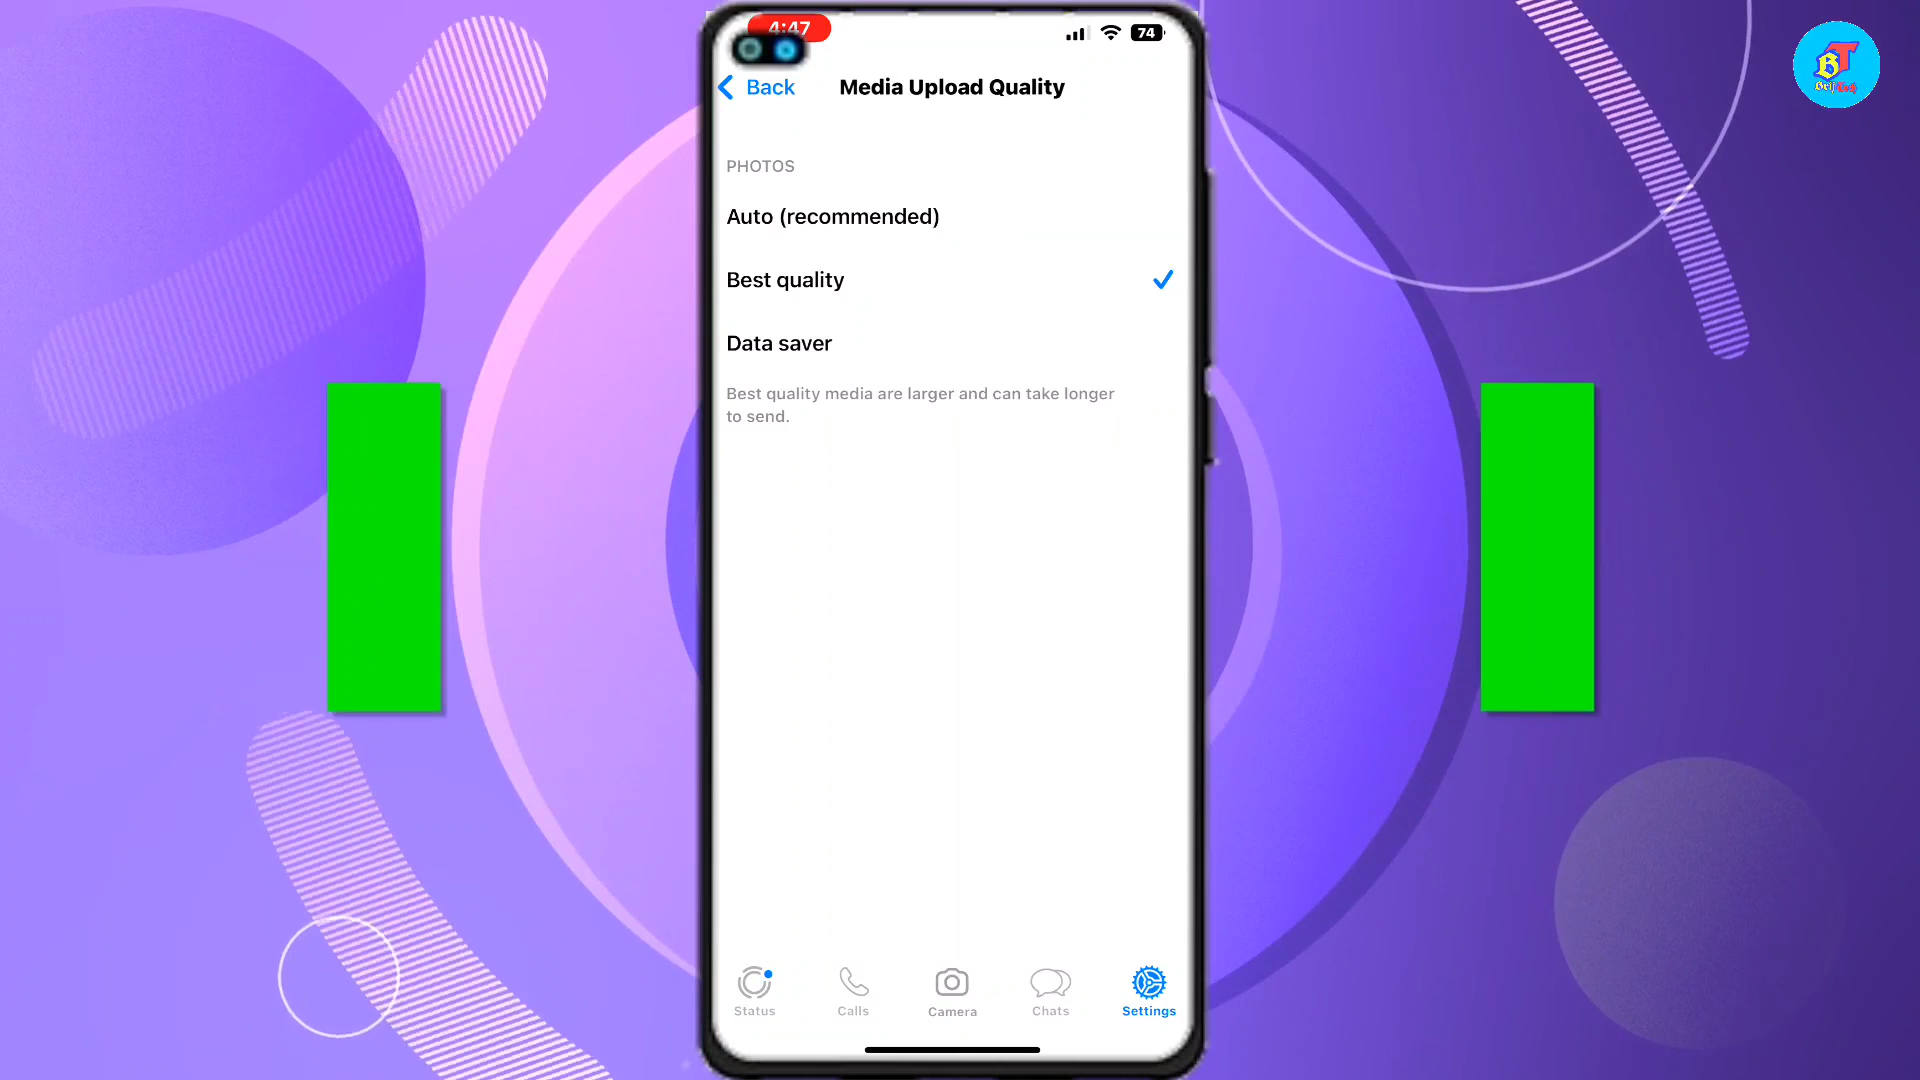 4:47
74
Back
Media Upload Quality
PHOTOS
Auto (recommended)
Best quality
Data saver
Best quality media are larger and can take longer
to send.
Status
Calls
Camera
Chats
Settings
BT